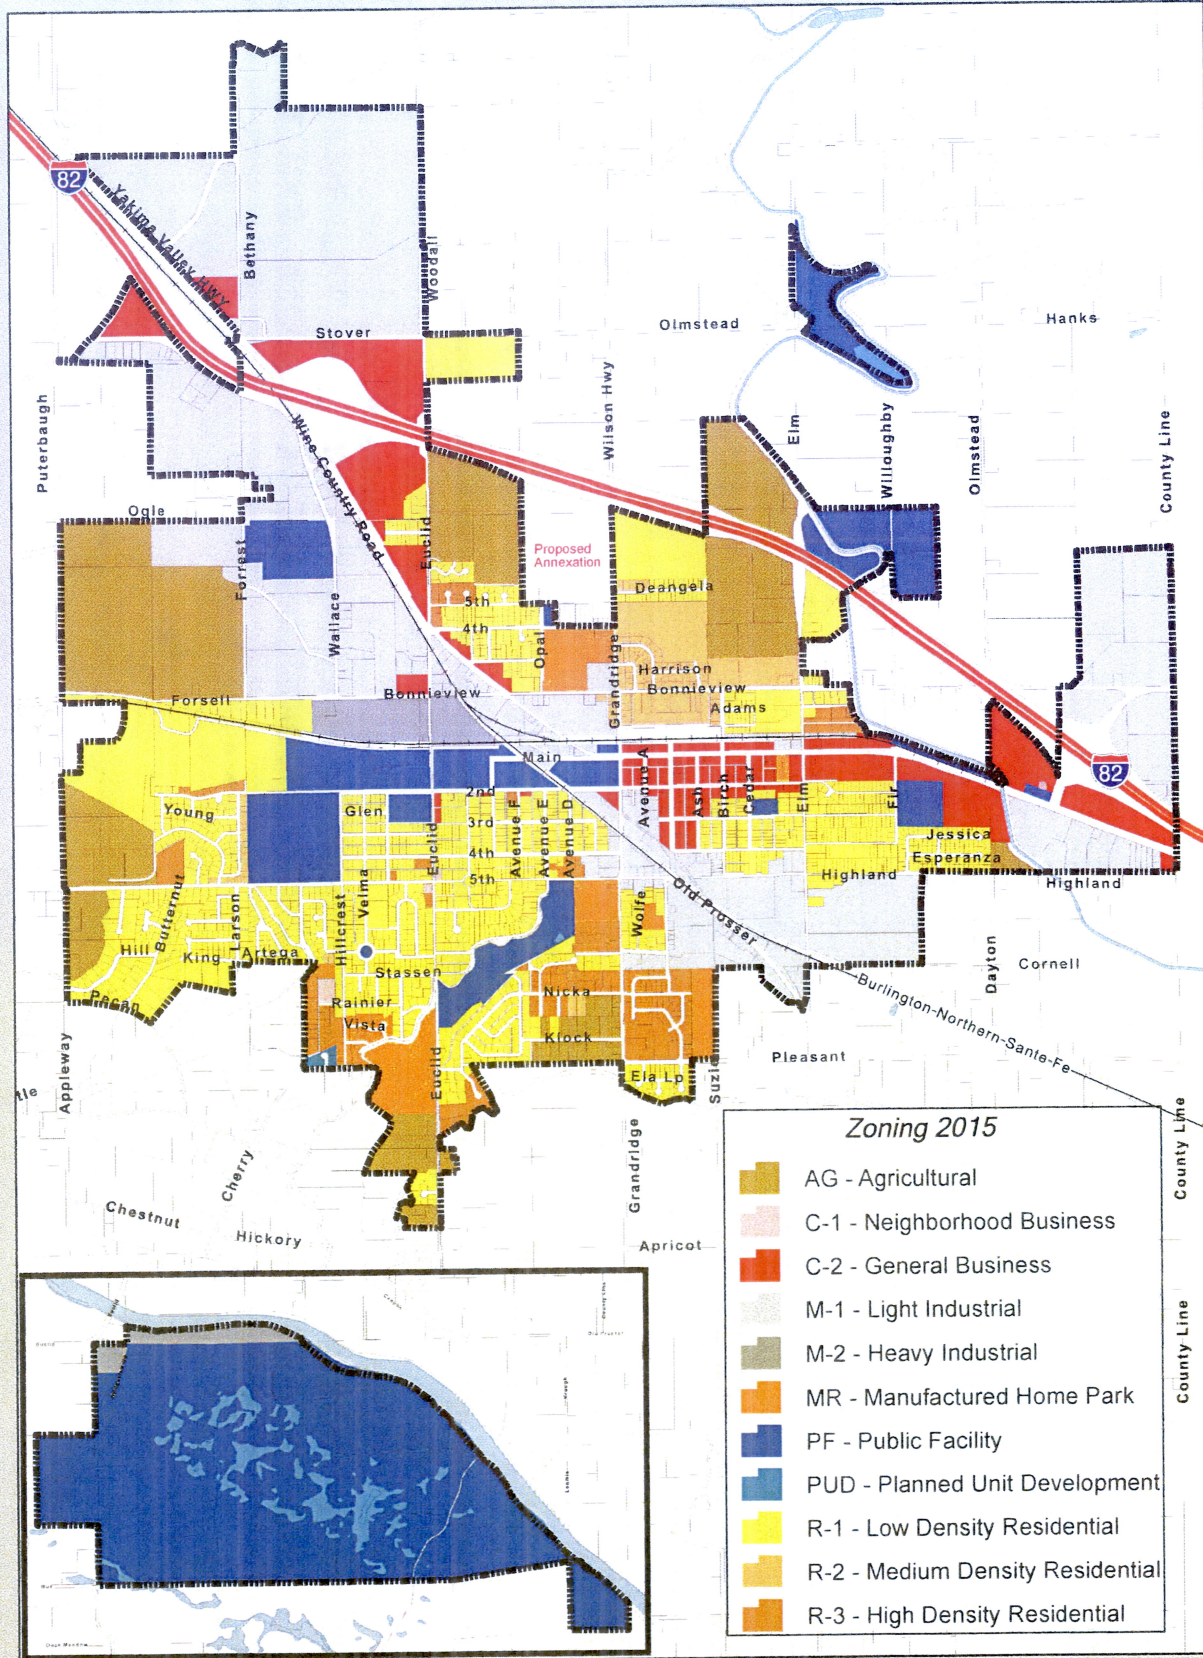 82
Yakima Valley HWY
Bethany
Woodall
Stover
Olmstead
Hanks
Puterbaugh
Wilson Hwy
Elm
Willoughby
Olmstead
County Line
Wine Country Road
Ogle
Forrest
Euclid
Proposed
Annexation
Deangela
5th
4th
Wallace
Opal
Grandridge
Harrison
Bonnieview
Forsell
Bonnieview
Adams
Main
82
2nd
Avenue A
Ash
Birch
Cedar
Elm
Fir
Young
Glen
Euclid
3rd
Avenue F
Avenue E
Avenue D
4th
5th
Jessica
Esperanza
Highland
Highland
Butternut
Larson
Hillcrest
Velma
Wolfe
Old Prosser
Hill
King
Artega
Stassen
Dayton
Cornell
Pecan
Rainier
Vista
Nicka
Klock
Burlington-Northern-Sante-Fe
Pleasant
Appleway
Euclid
Ela Lp
Suzie
tle
Cherry
Grandridge
County Line
Chestnut
Hickory
Apricot
County Line
Zoning 2015
AG - Agricultural
C-1 - Neighborhood Business
C-2 - General Business
M-1 - Light Industrial
M-2 - Heavy Industrial
MR - Manufactured Home Park
PF - Public Facility
PUD - Planned Unit Development
R-1 - Low Density Residential
R-2 - Medium Density Residential
R-3 - High Density Residential